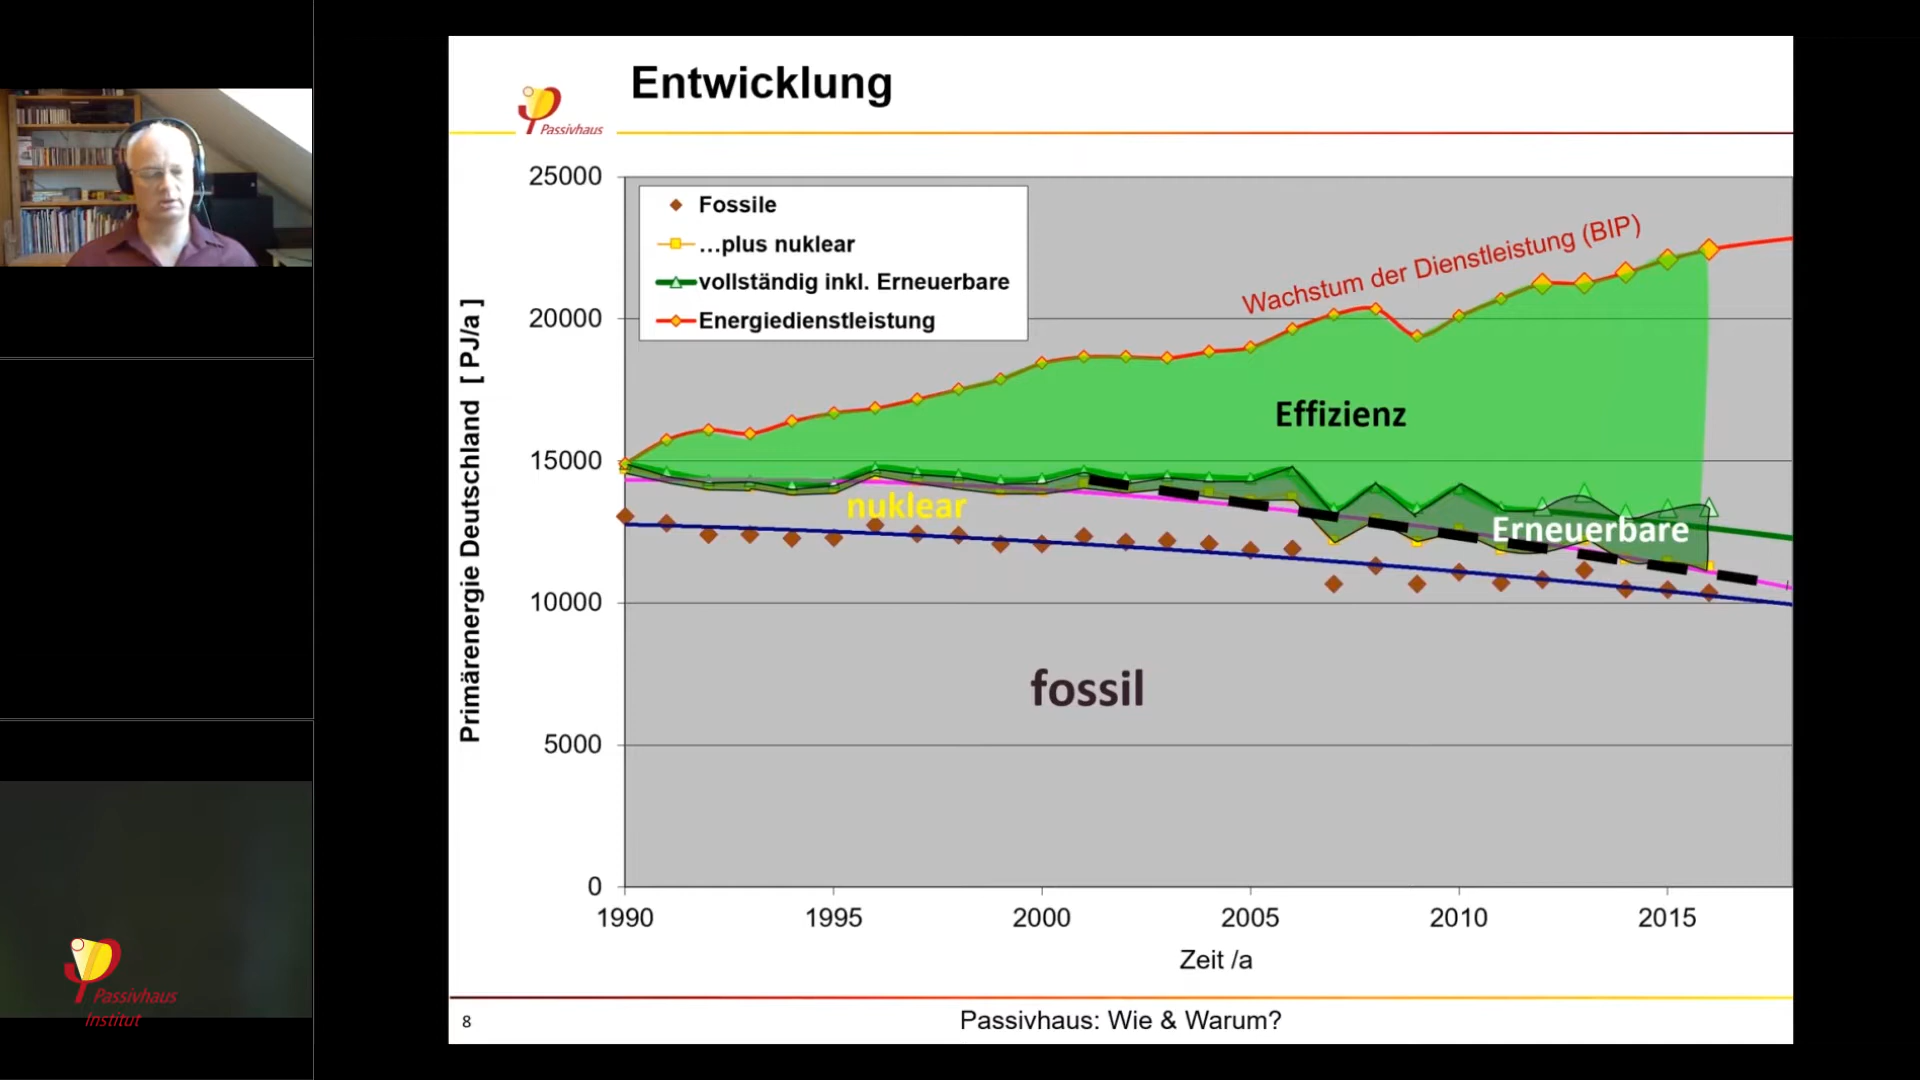 Entwicklung
Passivhaus
Fossile
...plus nuklear
vollständig inkl. Erneuerbare
Energiedienstleistung
Wachstum der Dienstleistung (BIP)
Effizienz
nuklear
Erneuerbare
fossil
Primärenergie Deutschland [ PJ/a ]
25000
20000
15000
10000
5000
0
1990 1995 2000 2005 2010 2015
Zeit /a
8
Passivhaus: Wie & Warum?
Passivhaus
Institut